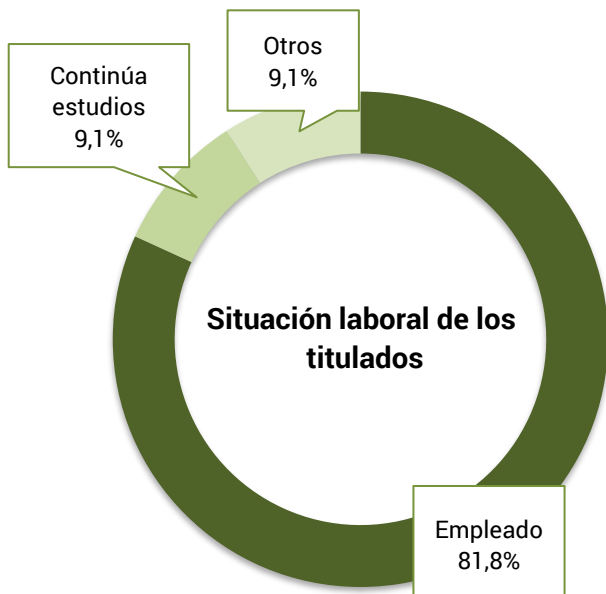 Otros
9,1%
Continúa
estudios
9,1%
Situación laboral de los
titulados
Empleado
81,8%